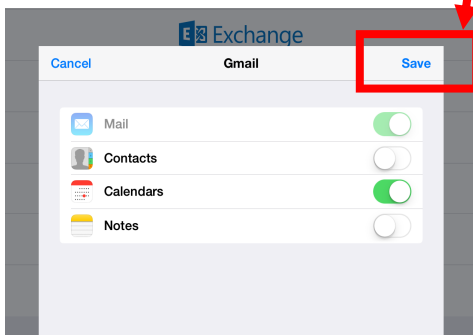 Exchange
Cancel Gmail Save
Mail
Contacts
Calendars
Notes